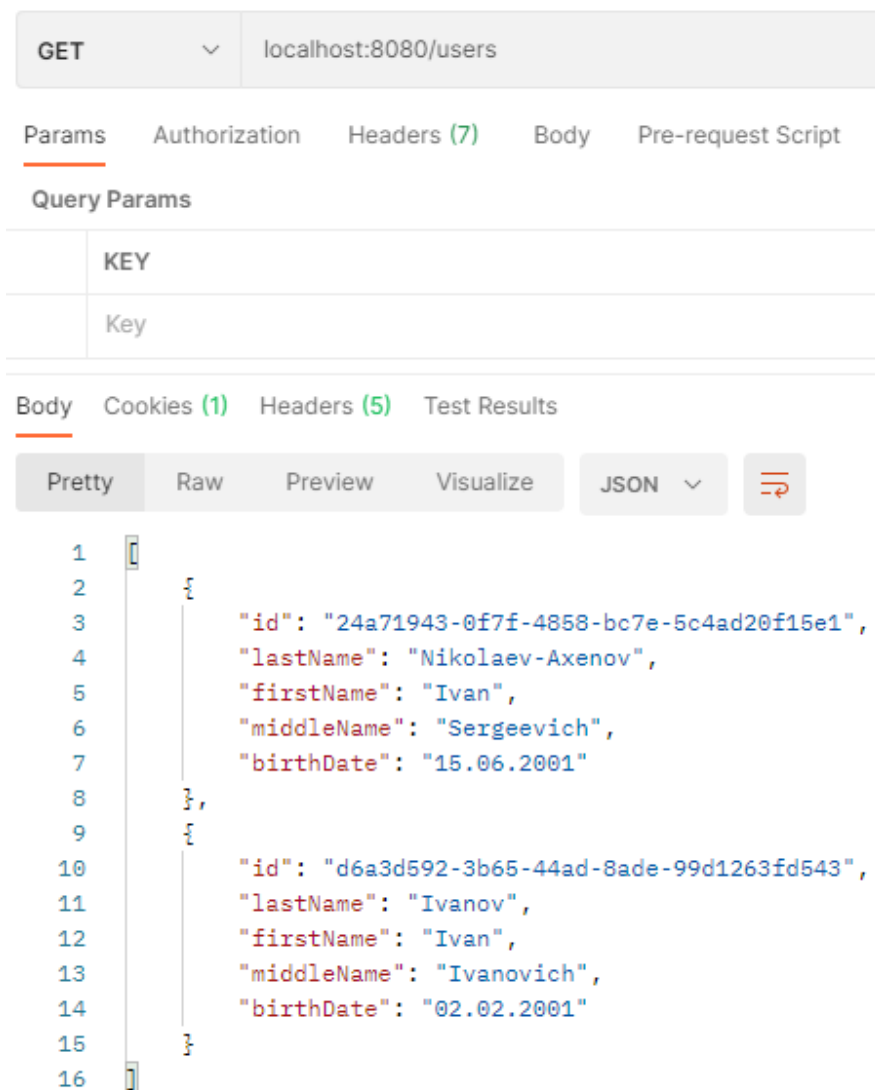 GET localhost:8080/users
Params Authorization Headers (7) Body Pre-request Script
Query Params
KEY
Key
Body Cookies (1) Headers (5) Test Results
Pretty Raw Preview Visualize JSON
1 [
2 {
3 "id": "24a71943-0f7f-4858-bc7e-5c4ad20f15e1",
4 "lastName": "Nikolaev-Axenov",
5 "firstName": "Ivan",
6 "middleName": "Sergeevich",
7 "birthDate": "15.06.2001"
8 },
9 {
10 "id": "d6a3d592-3b65-44ad-8ade-99d1263fd543",
11 "lastName": "Ivanov",
12 "firstName": "Ivan",
13 "middleName": "Ivanovich",
14 "birthDate": "02.02.2001"
15 }
16 ]